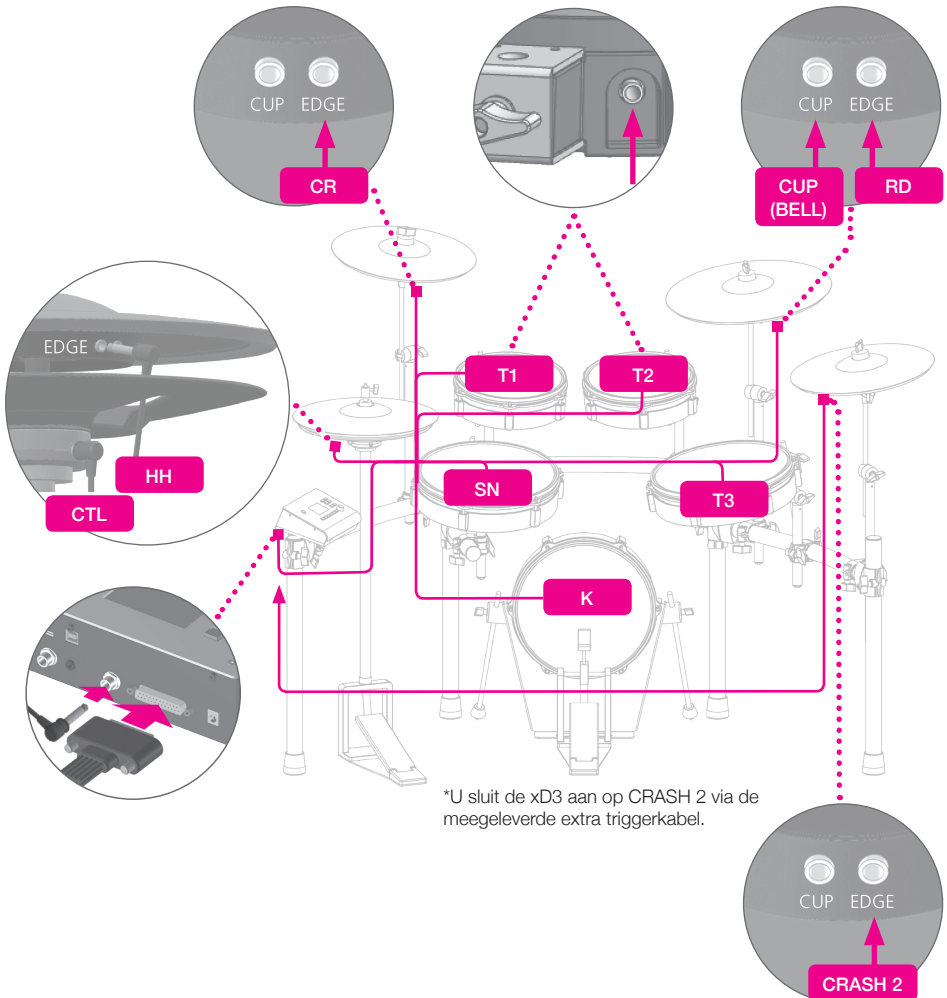 CUP EDGE
CR
CUP EDGE
CUP
(BELL)
RD
EDGE
HH
CTL
T1
T2
SN
T3
K
*U sluit de xD3 aan op CRASH 2 via de
meegeleverde extra triggerkabel.
CUP EDGE
CRASH 2